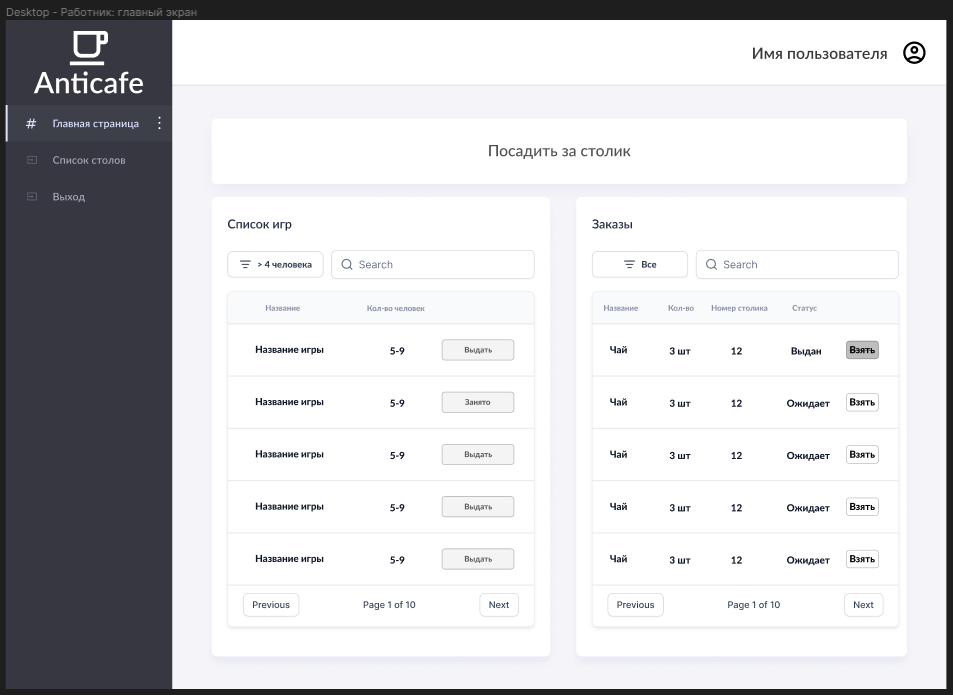 Desktop - Работник: главный экран
Anticafe
Имя пользователя
# Главная страница
Список столов
Выход
Посадить за столик
Список игр
> 4 человека
Search
Название Кол-во человек
Название игры 5-9 Выдать
Название игры 5-9 Занято
Название игры 5-9 Выдать
Название игры 5-9 Выдать
Название игры 5-9 Выдать
Previous Page 1 of 10 Next
Заказы
Все
Search
Название Кол-во Номер столика Статус
Чай 3 шт 12 Выдан Взять
Чай 3 шт 12 Ожидает Взять
Чай 3 шт 12 Ожидает Взять
Чай 3 шт 12 Ожидает Взять
Чай 3 шт 12 Ожидает Взять
Previous Page 1 of 10 Next